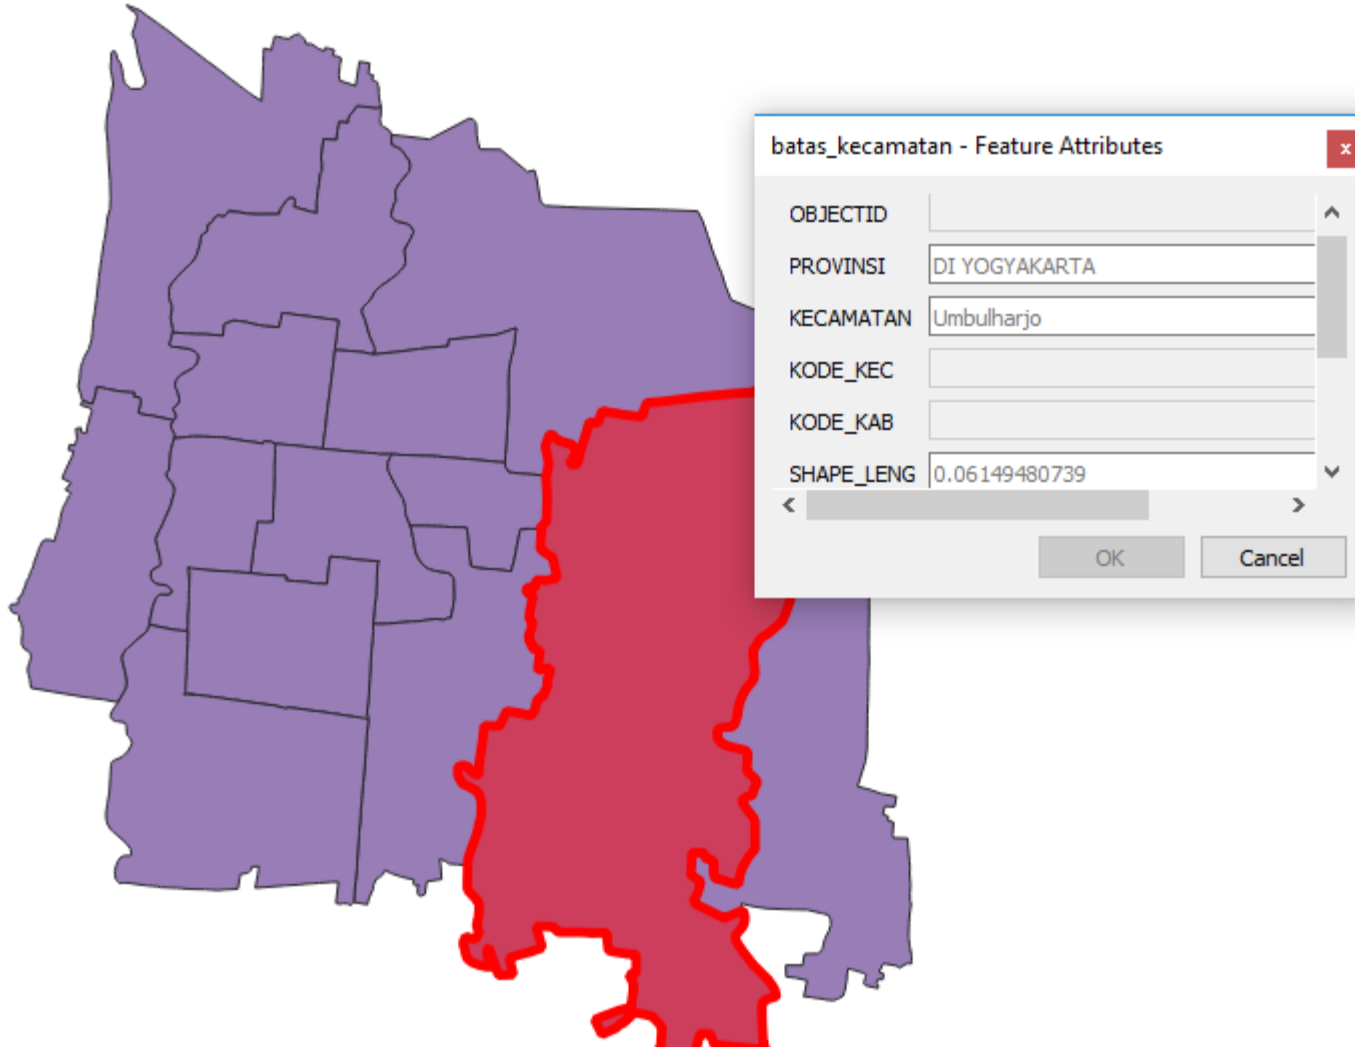 batas_kecamatan - Feature Attributes
x
OBJECTID
PROVINSI DI YOGYAKARTA
KECAMATAN Umbulharjo
KODE_KEC
KODE_KAB
SHAPE_LENG 0.06149480739
OK Cancel